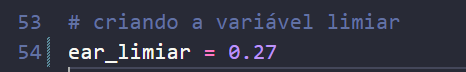 53 # criando a variável limiar
54 ear_limiar = 0.27